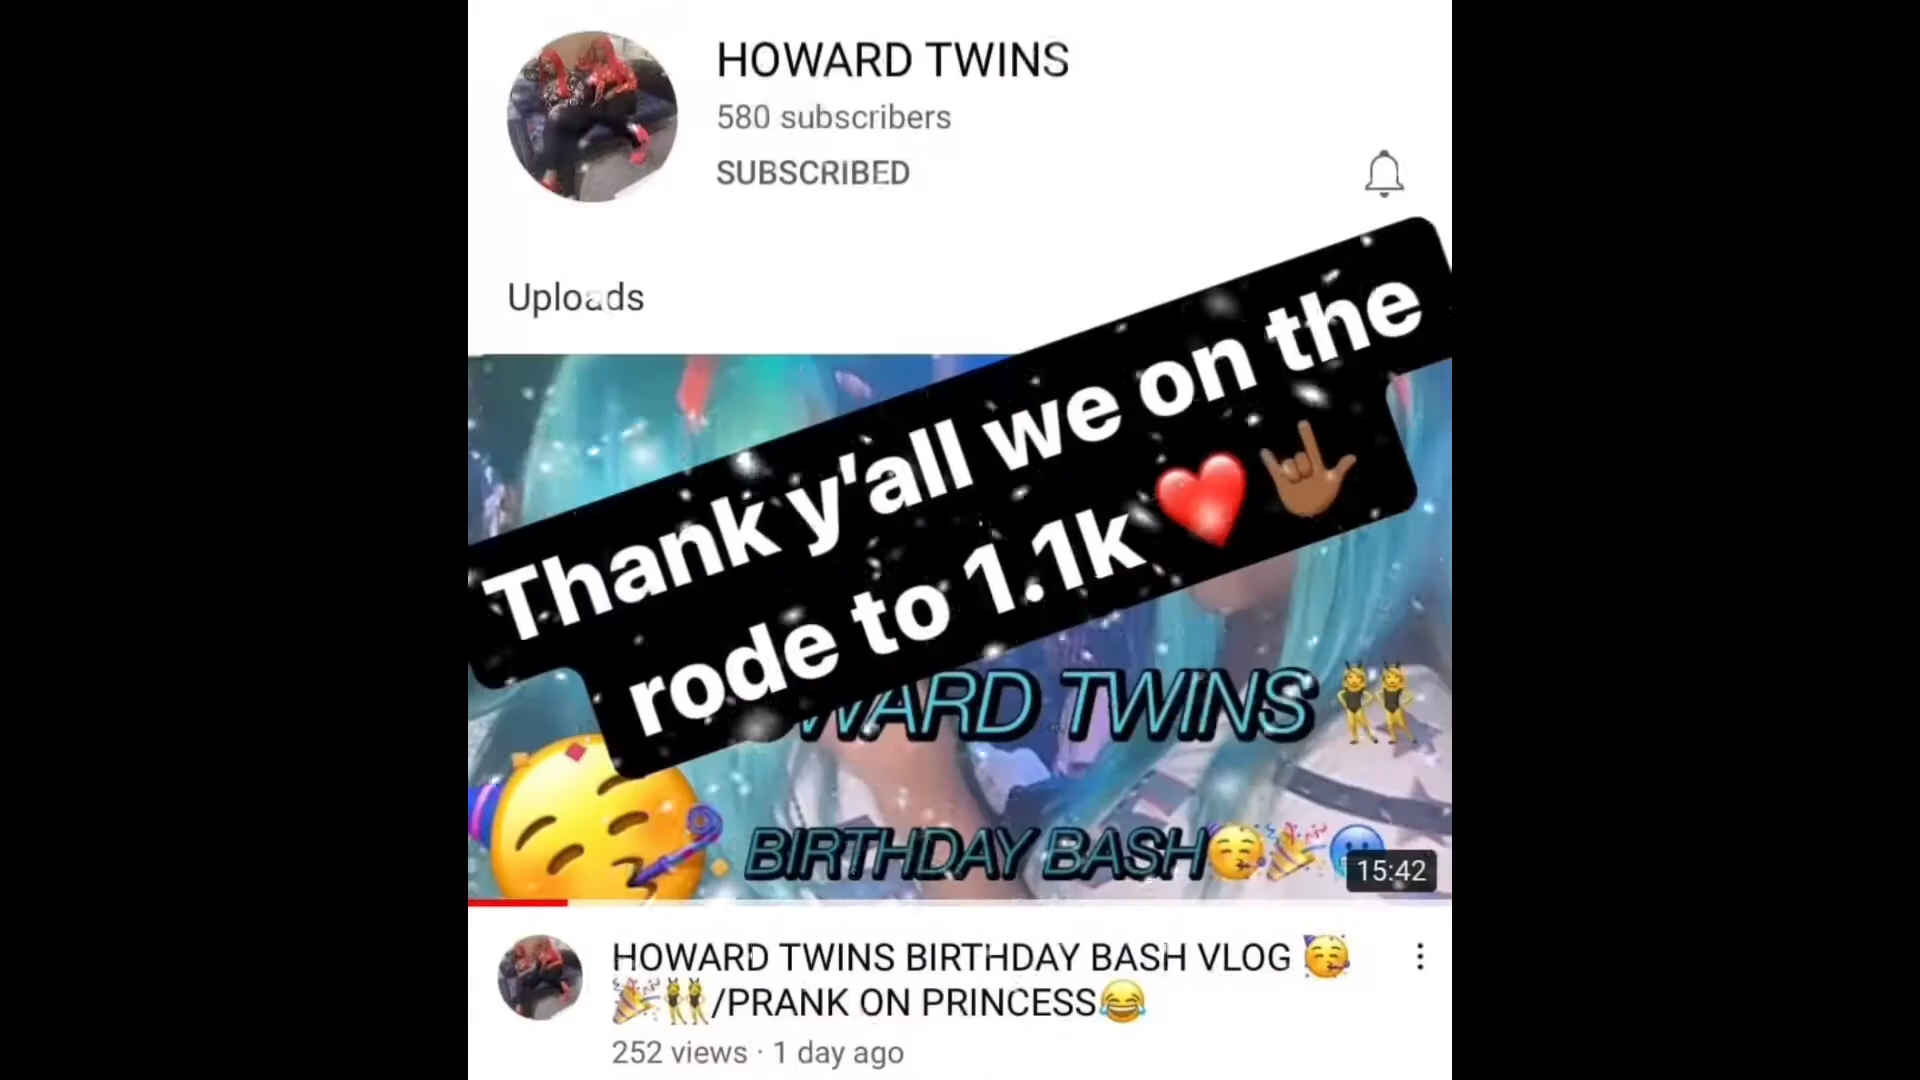 HOWARD TWINS
580 subscribers
SUBSCRIBED
Uploads
Thank y'all we on the
rode to 1.1k ❤️🤟🏾
WARD TWINS 👯
BIRTHDAY BASH🥳🎉🥶
15:42
HOWARD TWINS BIRTHDAY BASH VLOG 🥳
🎉👯/PRANK ON PRINCESS😂
252 views · 1 day ago